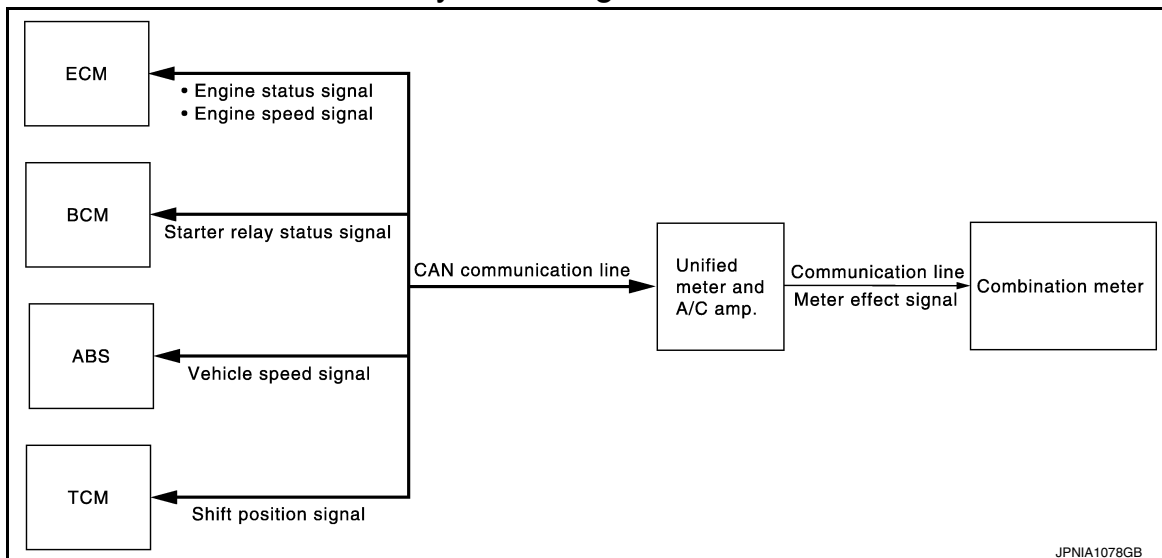 ECM
• Engine status signal
• Engine speed signal
BCM
Starter relay status signal
CAN communication line
Unified
meter and
A/C amp.
Communication line
Meter effect signal
Combination meter
ABS
Vehicle speed signal
TCM
Shift position signal
JPNIA1078GB